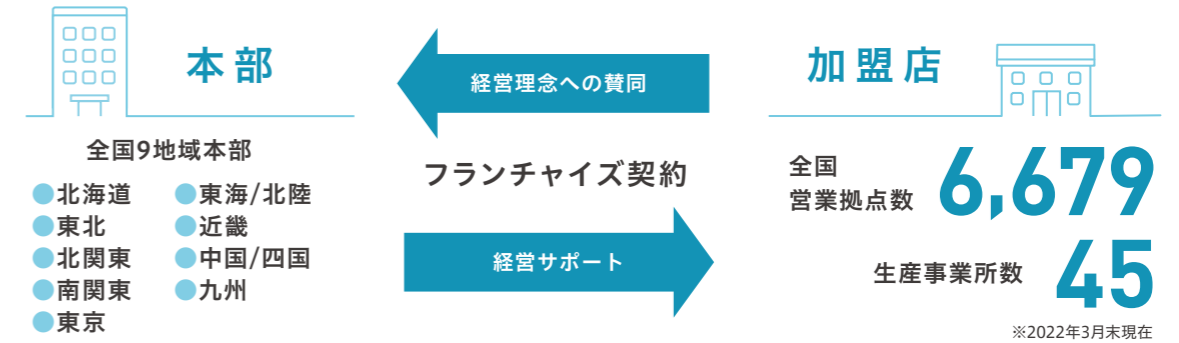 本部
全国9地域本部
●北海道
●東北
●北関東
●南関東
●東京
●東海/北陸
●近畿
●中国/四国
●九州
経営理念への賛同
フランチャイズ契約
経営サポート
加盟店
全国
営業拠点数 6,679
生産事業所数 45
※2022年3月末現在